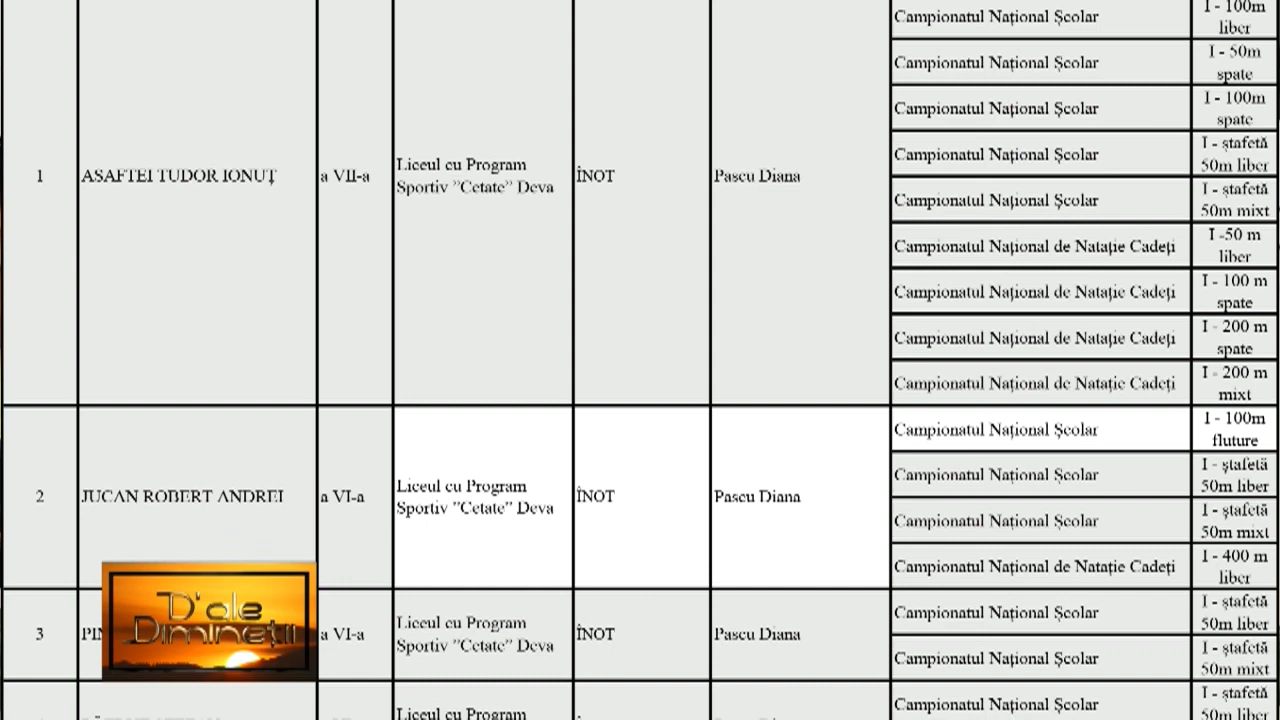 Campionatul Național Școlar
I - 100m
liber
Campionatul Național Școlar
I - 50m
spate
Campionatul Național Școlar
I - 100m
spate
Campionatul Național Școlar
I - ștafetă
50m liber
1
ASAFTEI TUDOR IONUȚ
a VII-a
Liceul cu Program
Sportiv ”Cetate” Deva
ÎNOT
Pascu Diana
Campionatul Național Școlar
I - ștafetă
50m mixt
Campionatul Național de Natație Cadeți
I -50 m
liber
Campionatul Național de Natație Cadeți
I - 100 m
spate
Campionatul Național de Natație Cadeți
I - 200 m
spate
Campionatul Național de Natație Cadeți
I - 200 m
mixt
2
JUCAN ROBERT ANDREI
a VI-a
Liceul cu Program
Sportiv ”Cetate” Deva
ÎNOT
Pascu Diana
Campionatul Național Școlar
I - 100m
fluture
Campionatul Național Școlar
I - ștafetă
50m liber
Campionatul Național Școlar
I - ștafetă
50m mixt
Campionatul Național de Natație Cadeți
I - 400 m
liber
D'ale
Dimineții
3
a VI-a
Liceul cu Program
Sportiv ”Cetate” Deva
ÎNOT
Pascu Diana
Campionatul Național Școlar
I - ștafetă
50m liber
Campionatul Național Școlar
I - ștafetă
50m mixt
Liceul cu Program
Campionatul Național Școlar
I - ștafetă
50m liber